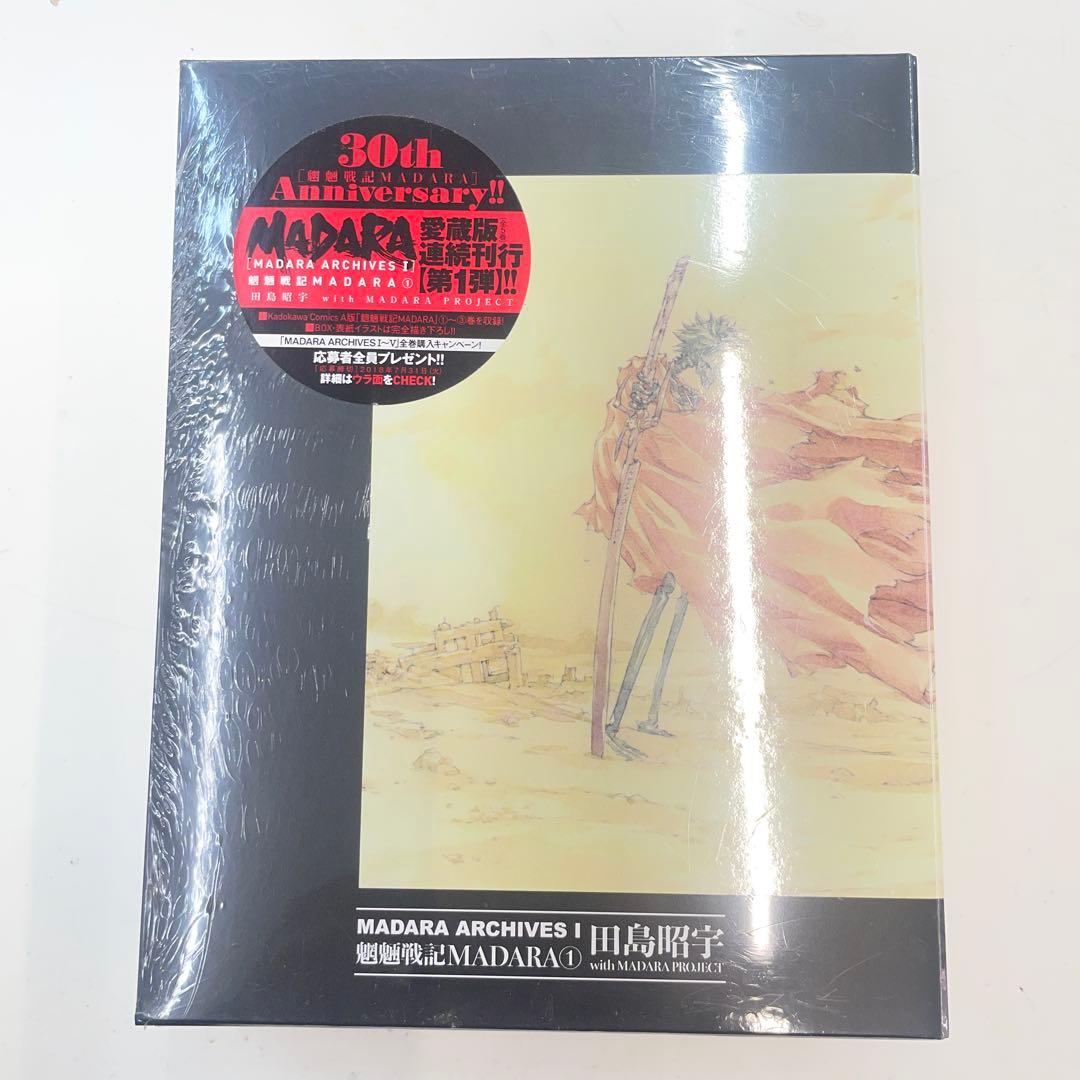 30th
[魍魎戦記MADARA]
Anniversary!!
MADARA
[MADARA ARCHIVES I]
愛蔵版
[全5巻]
連続刊行
【第1弾】!!
魍魎戦記MADARA①
田島昭宇 with MADARA PROJECT
■Kadokawa Comics A版『魍魎戦記MADARA』①〜③巻を収録!
■BOX・表紙イラストは完全描き下ろし!!
「MADARA ARCHIVES I〜V」全巻購入キャンペーン!
応募者全員プレゼント!!
[応募締切]2018年7月31日(火)
詳細はウラ面をCHECK!
MADARA ARCHIVES I
魍魎戦記MADARA①
田島昭宇
with MADARA PROJECT